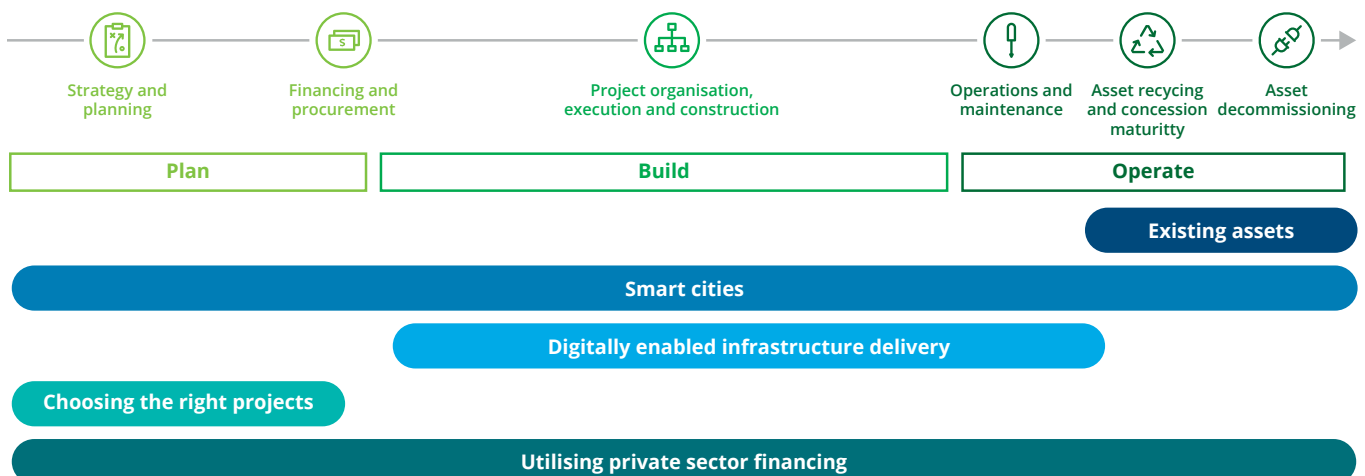 S
Strategy and
planning
Financing and
procurement
Project organisation,
execution and construction
Operations and
maintenance
Asset recycing
and concession
maturitty
Asset
decommissioning
Plan
Build
Operate
Existing assets
Smart cities
Digitally enabled infrastructure delivery
Choosing the right projects
Utilising private sector financing